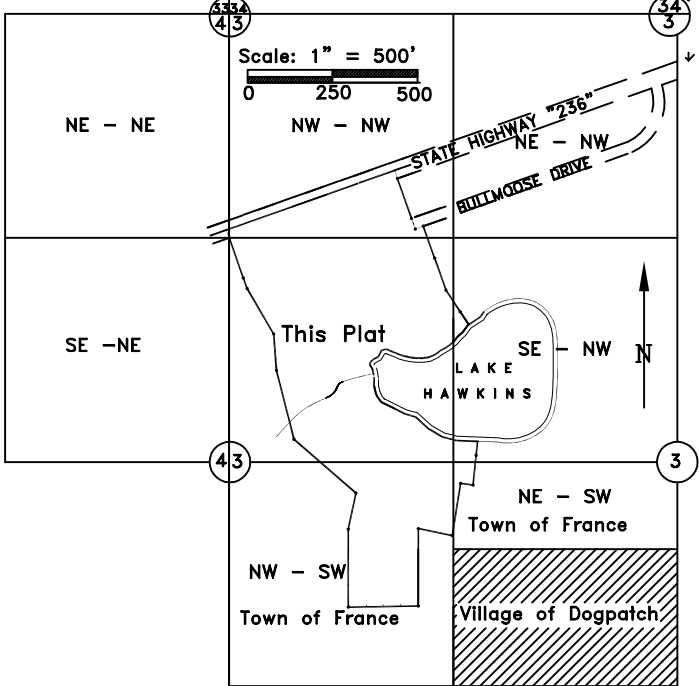 33 34
4 3
34
3
Scale: 1" = 500'
0 250 500
NE - NE
NW - NW
STATE HIGHWAY "236"
NE - NW
BULLMOOSE DRIVE
This Plat
SE -NE
SE - NW
N
LAKE
HAWKINS
4 3
3
NE - SW
Town of France
NW - SW
Town of France
Village of Dogpatch